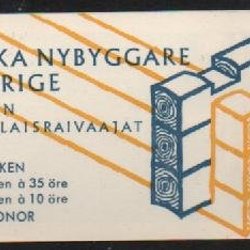 KA NYBYGGARE
RIGE
N
LAISRAIVAAJAT
KEN
en à 35 öre
en à 10 öre
ONOR